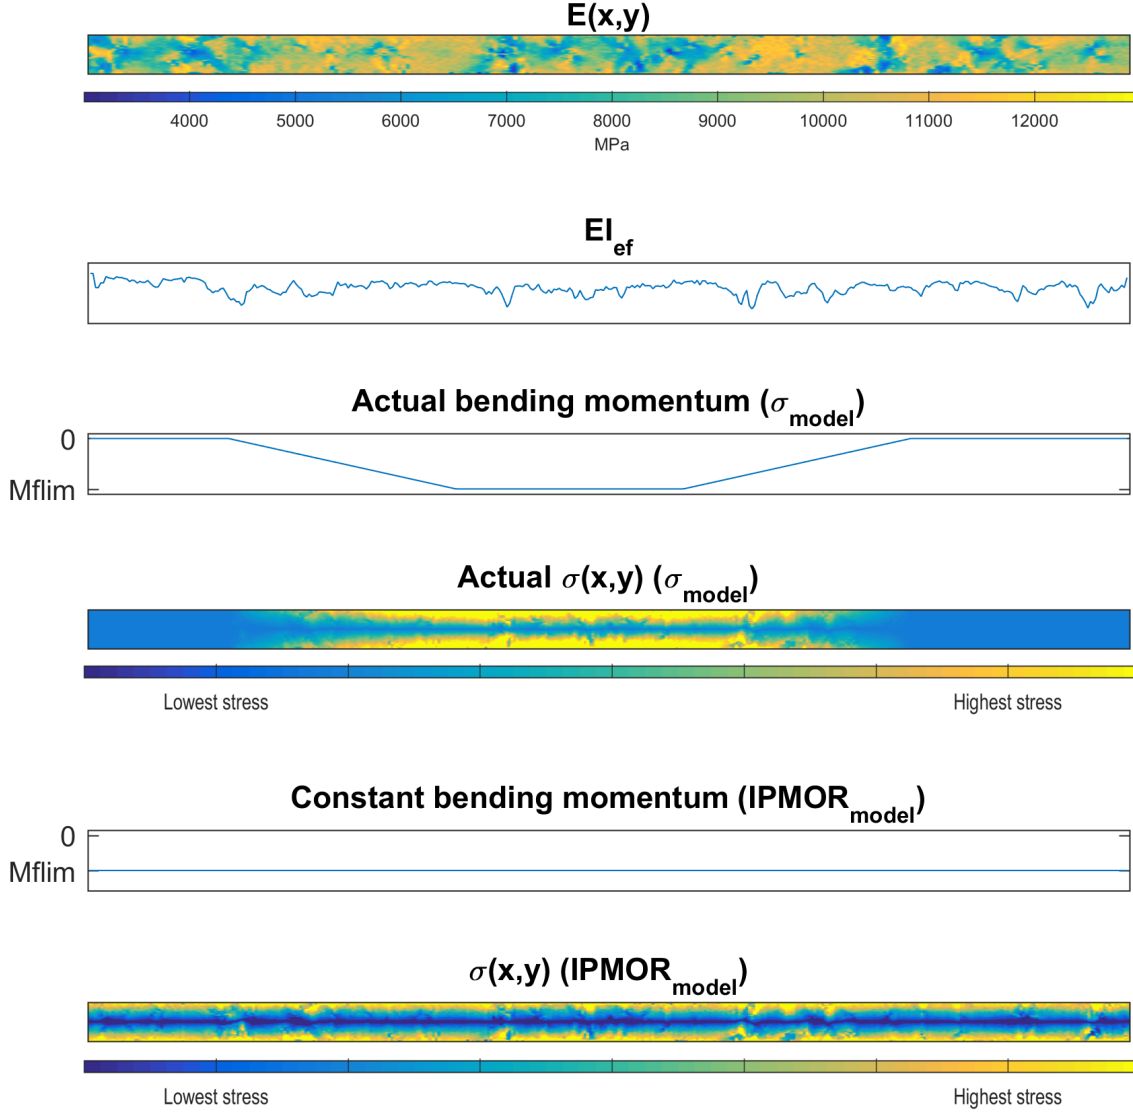 E(x,y)
4000 5000 6000 7000 8000 9000 10000 11000 12000
MPa
EI_ef
Actual bending momentum (σ_model)
0
Mflim
Actual σ(x,y) (σ_model)
Lowest stress Highest stress
Constant bending momentum (IPMOR_model)
0
Mflim
σ(x,y) (IPMOR_model)
Lowest stress Highest stress